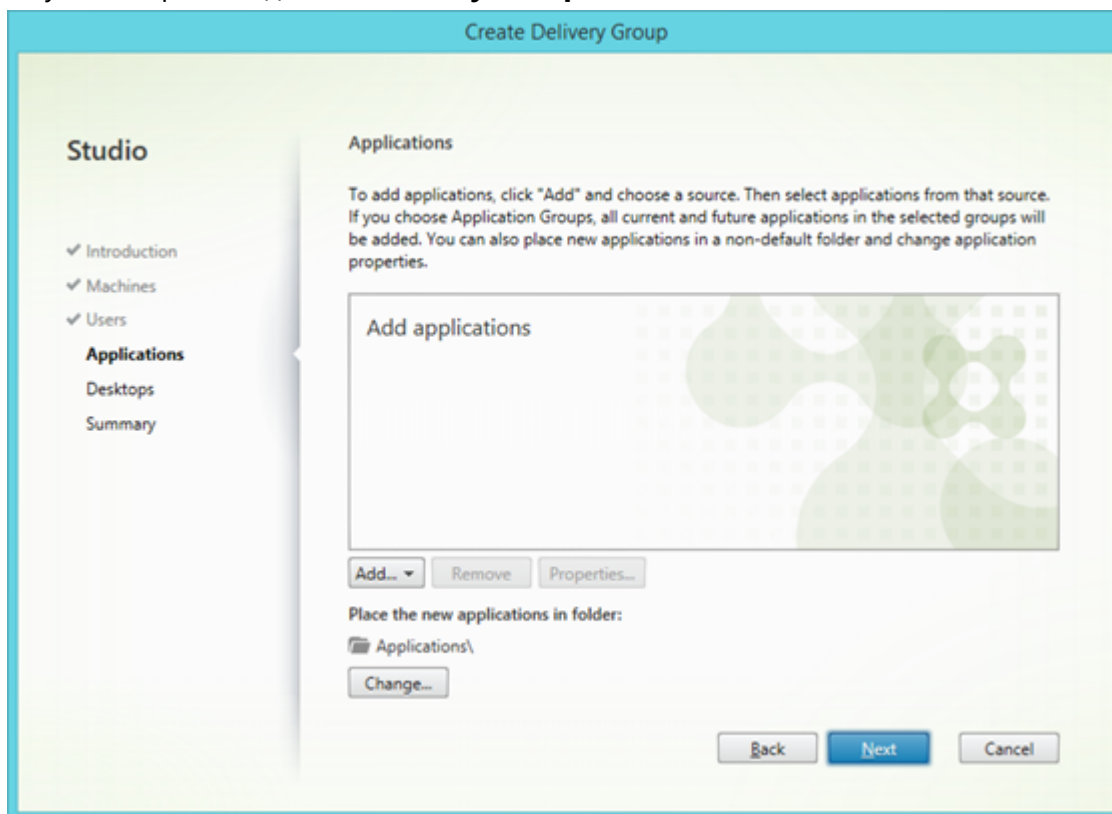 Create Delivery Group
Studio
Introduction
Machines
Users
Applications
Desktops
Summary
Applications
To add applications, click "Add" and choose a source. Then select applications from that source.
If you choose Application Groups, all current and future applications in the selected groups will
be added. You can also place new applications in a non-default folder and change application
properties.
Add applications
Add...
Remove
Properties...
Place the new applications in folder:
Applications\
Change...
Back
Next
Cancel